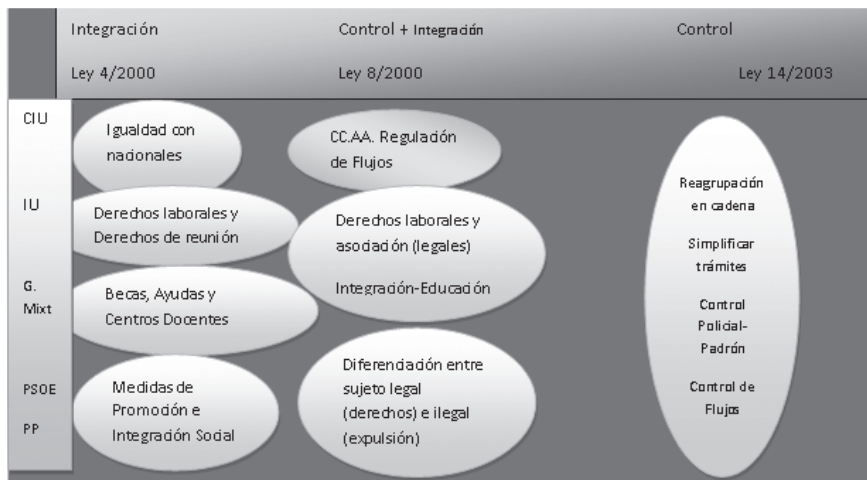 Integración
Control + Integración
Control
Ley 4/2000
Ley 8/2000
Ley 14/2003
CIU
IU
G.
Mixt
PSOE
PP
Igualdad con
nacionales
Derechos laborales y
Derechos de reunión
Becas, Ayudas y
Centros Docentes
Medidas de
Promoción e
Integración Social
CC.AA. Regulación
de Flujos
Derechos laborales y
asociación (legales)
Integración-Educación
Diferenciación entre
sujeto legal
(derechos) e ilegal
(expulsión)
Reagrupación
en cadena
Simplificar
trámites
Control
Policial-
Padrón
Control de
Flujos